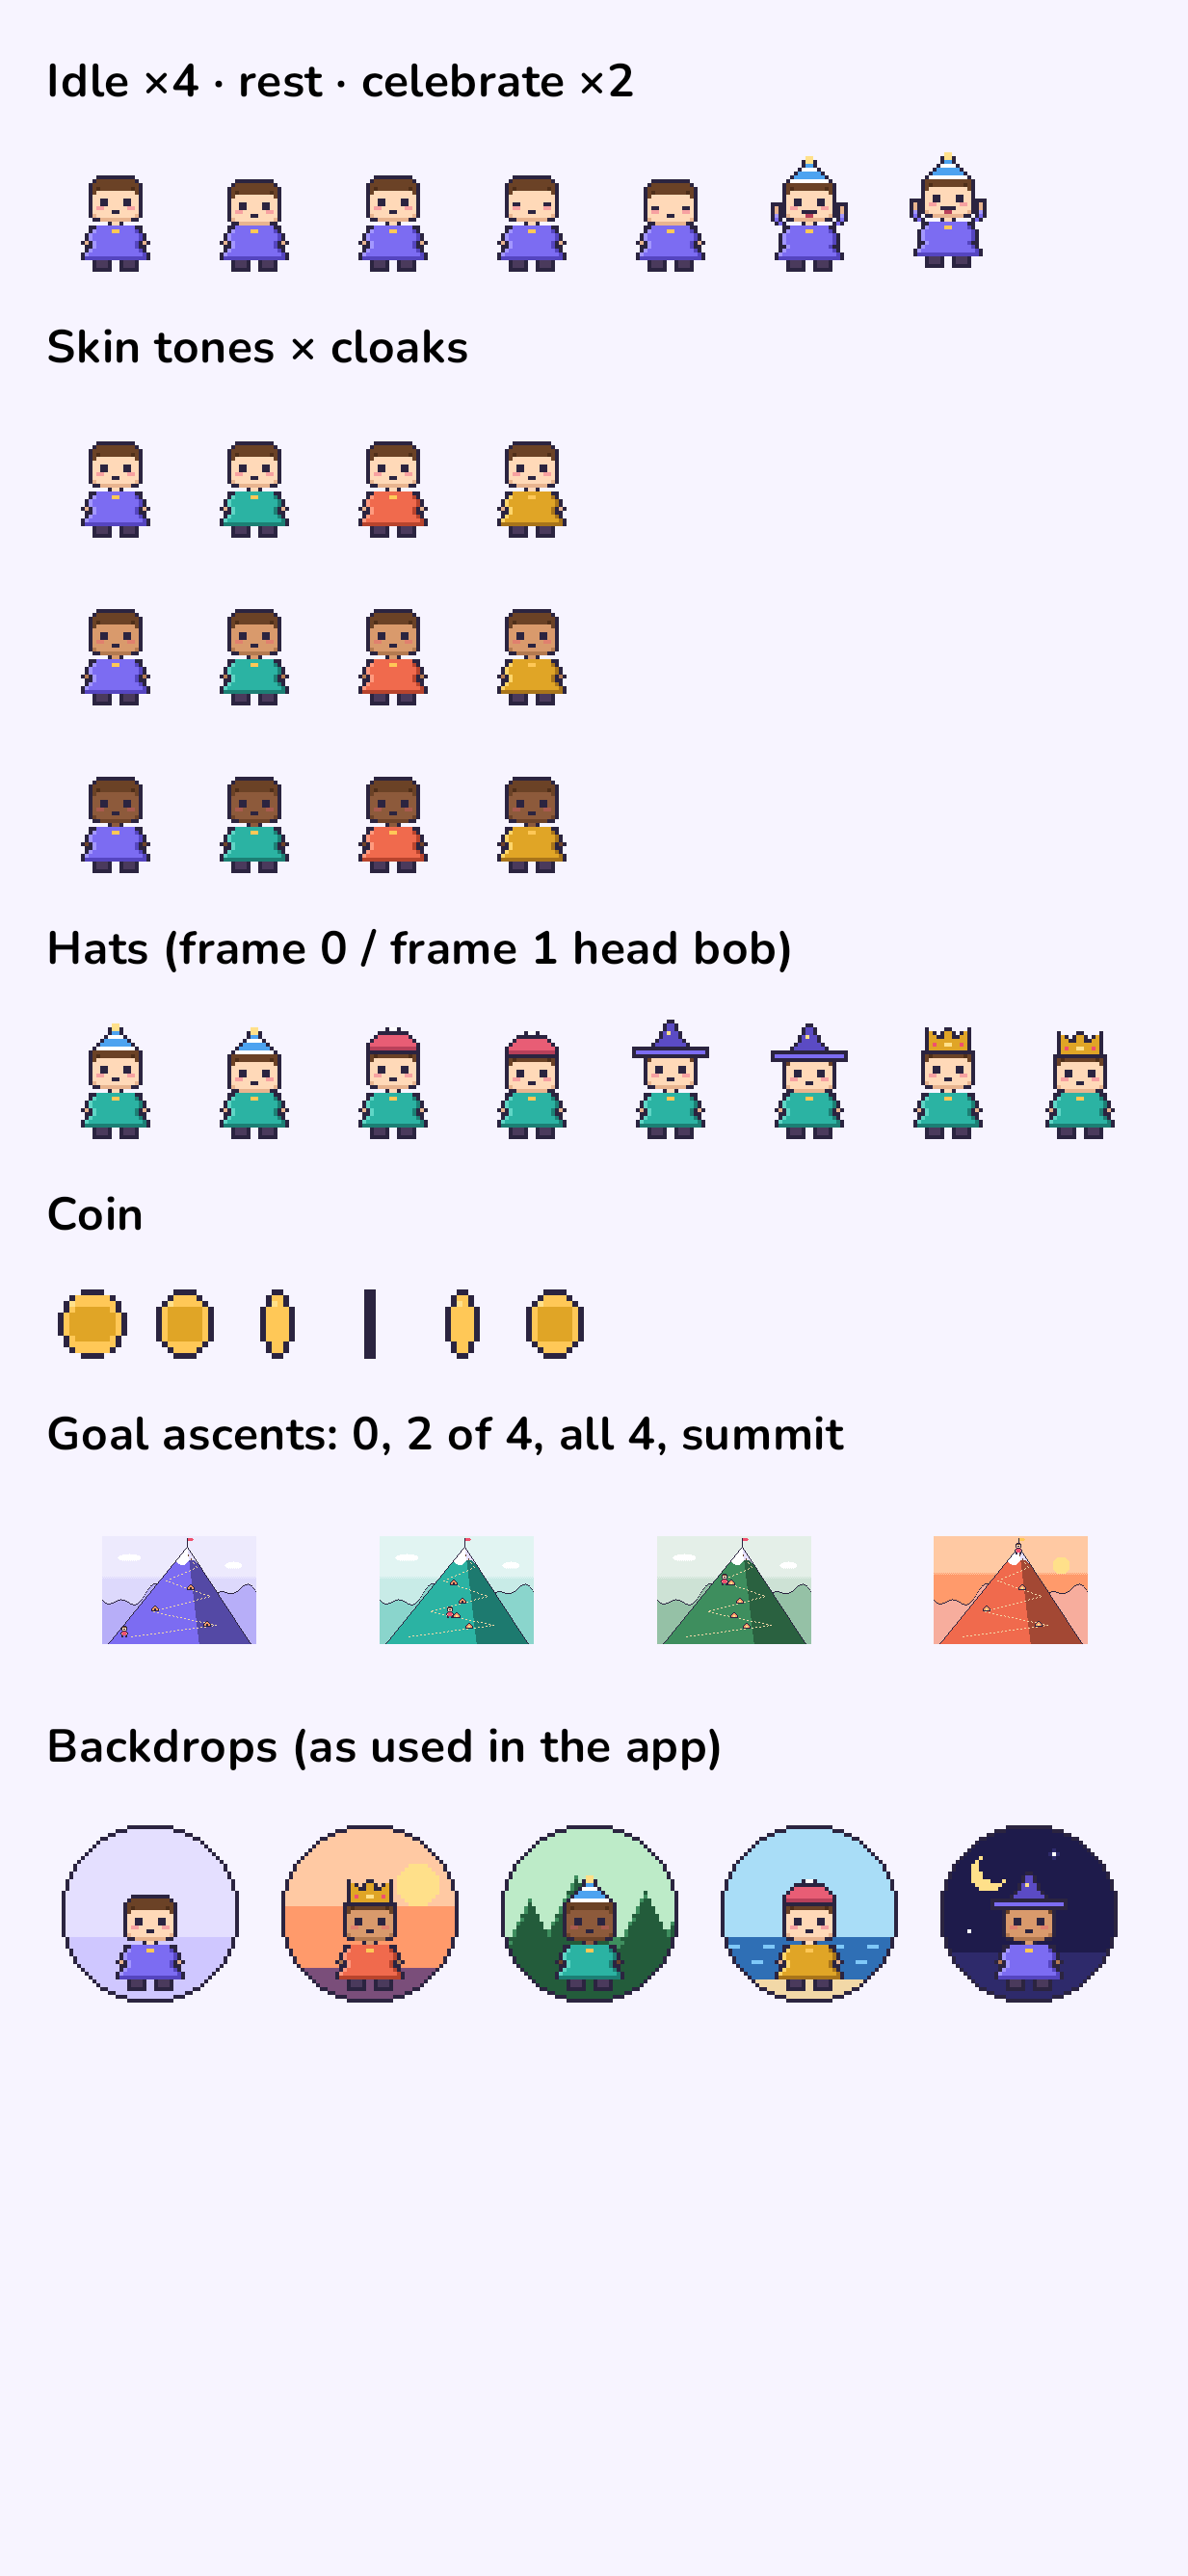 Idle ×4 · rest · celebrate ×2
Skin tones × cloaks
Hats (frame 0 / frame 1 head bob)
Coin
Goal ascents: 0, 2 of 4, all 4, summit
Backdrops (as used in the app)